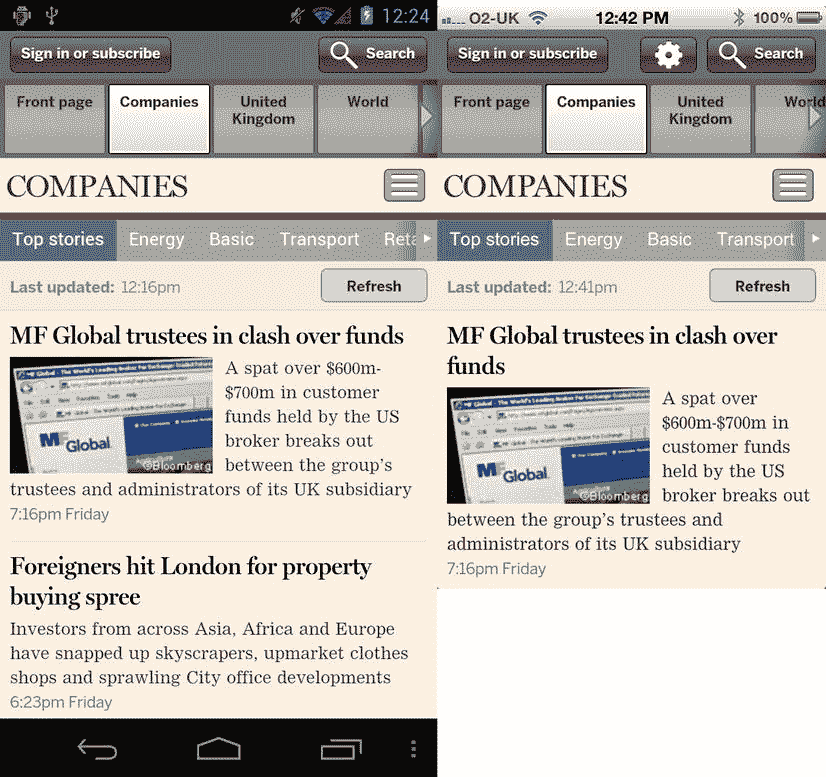 12:24
Sign in or subscribe
Search
Front page
Companies
United
Kingdom
World
COMPANIES
Top stories
Energy
Basic
Transport
Last updated: 12:16pm
Refresh
MF Global trustees in clash over funds
MF Global
©Bloomberg
A spat over $600m-
$700m in customer
funds held by the US
broker breaks out
between the group's
trustees and administrators of its UK subsidiary
7:16pm Friday
Foreigners hit London for property
buying spree
Investors from across Asia, Africa and Europe
have snapped up skyscrapers, upmarket clothes
shops and sprawling City office developments
6:23pm Friday
O2-UK
12:42 PM
100%
Sign in or subscribe
Search
Front page
Companies
United
Kingdom
World
COMPANIES
Top stories
Energy
Basic
Transport
Last updated: 12:41pm
Refresh
MF Global trustees in clash over
funds
MF Global
©Bloomberg
A spat over
$600m-$700m in
customer funds
held by the US
broker breaks out
between the group's trustees and
administrators of its UK subsidiary
7:16pm Friday